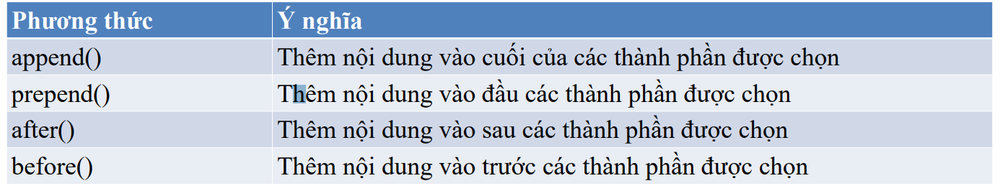 Phương thức Ý nghĩa
append() Thêm nội dung vào cuối của các thành phần được chọn
prepend() Thêm nội dung vào đầu các thành phần được chọn
after() Thêm nội dung vào sau các thành phần được chọn
before() Thêm nội dung vào trước các thành phần được chọn